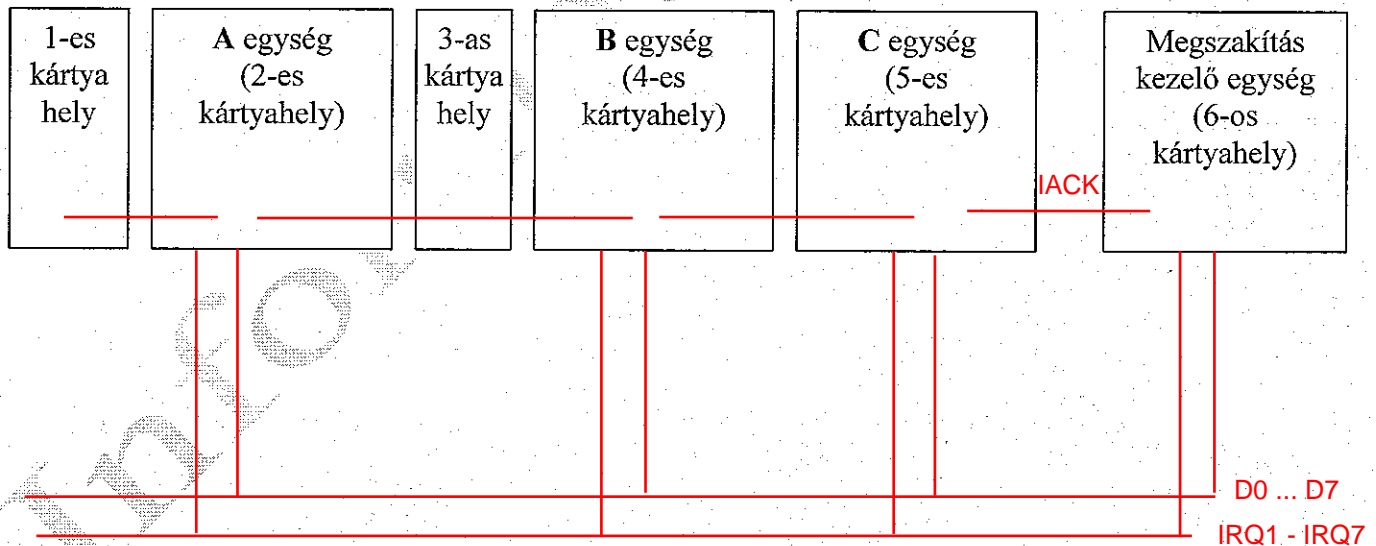 1-es
kártya
hely
A egység
(2-es
kártyahely)
3-as
kártya
hely
B egység
(4-es
kártyahely)
C egység
(5-es
kártyahely)
Megszakítás
kezelő egység
(6-os
kártyahely)
IACK
D0 ... D7
IRQ1 - IRQ7